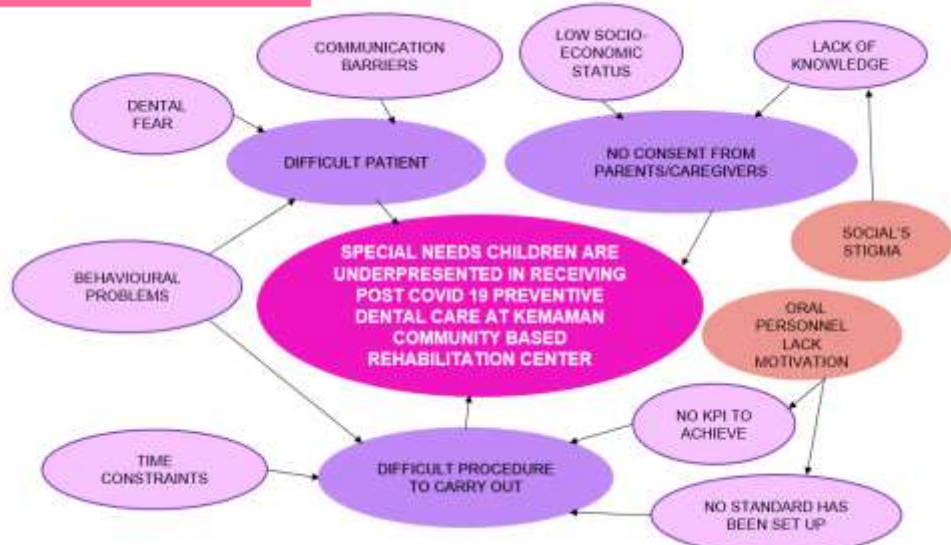 COMMUNICATION
BARRIERS
LOW SOCIO-
ECONOMIC
STATUS
LACK OF
KNOWLEDGE
DENTAL
FEAR
DIFFICULT PATIENT
NO CONSENT FROM
PARENTS/CAREGIVERS
SOCIAL'S
STIGMA
BEHAVIOURAL
PROBLEMS
SPECIAL NEEDS CHILDREN ARE
UNDERPRESENTED IN RECEIVING
POST COVID 19 PREVENTIVE
DENTAL CARE AT KEMAMAN
COMMUNITY BASED
REHABILITATION CENTER
ORAL
PERSONNEL
LACK
MOTIVATION
NO KPI TO
ACHIEVE
TIME
CONSTRAINTS
DIFFICULT PROCEDURE
TO CARRY OUT
NO STANDARD HAS
BEEN SET UP